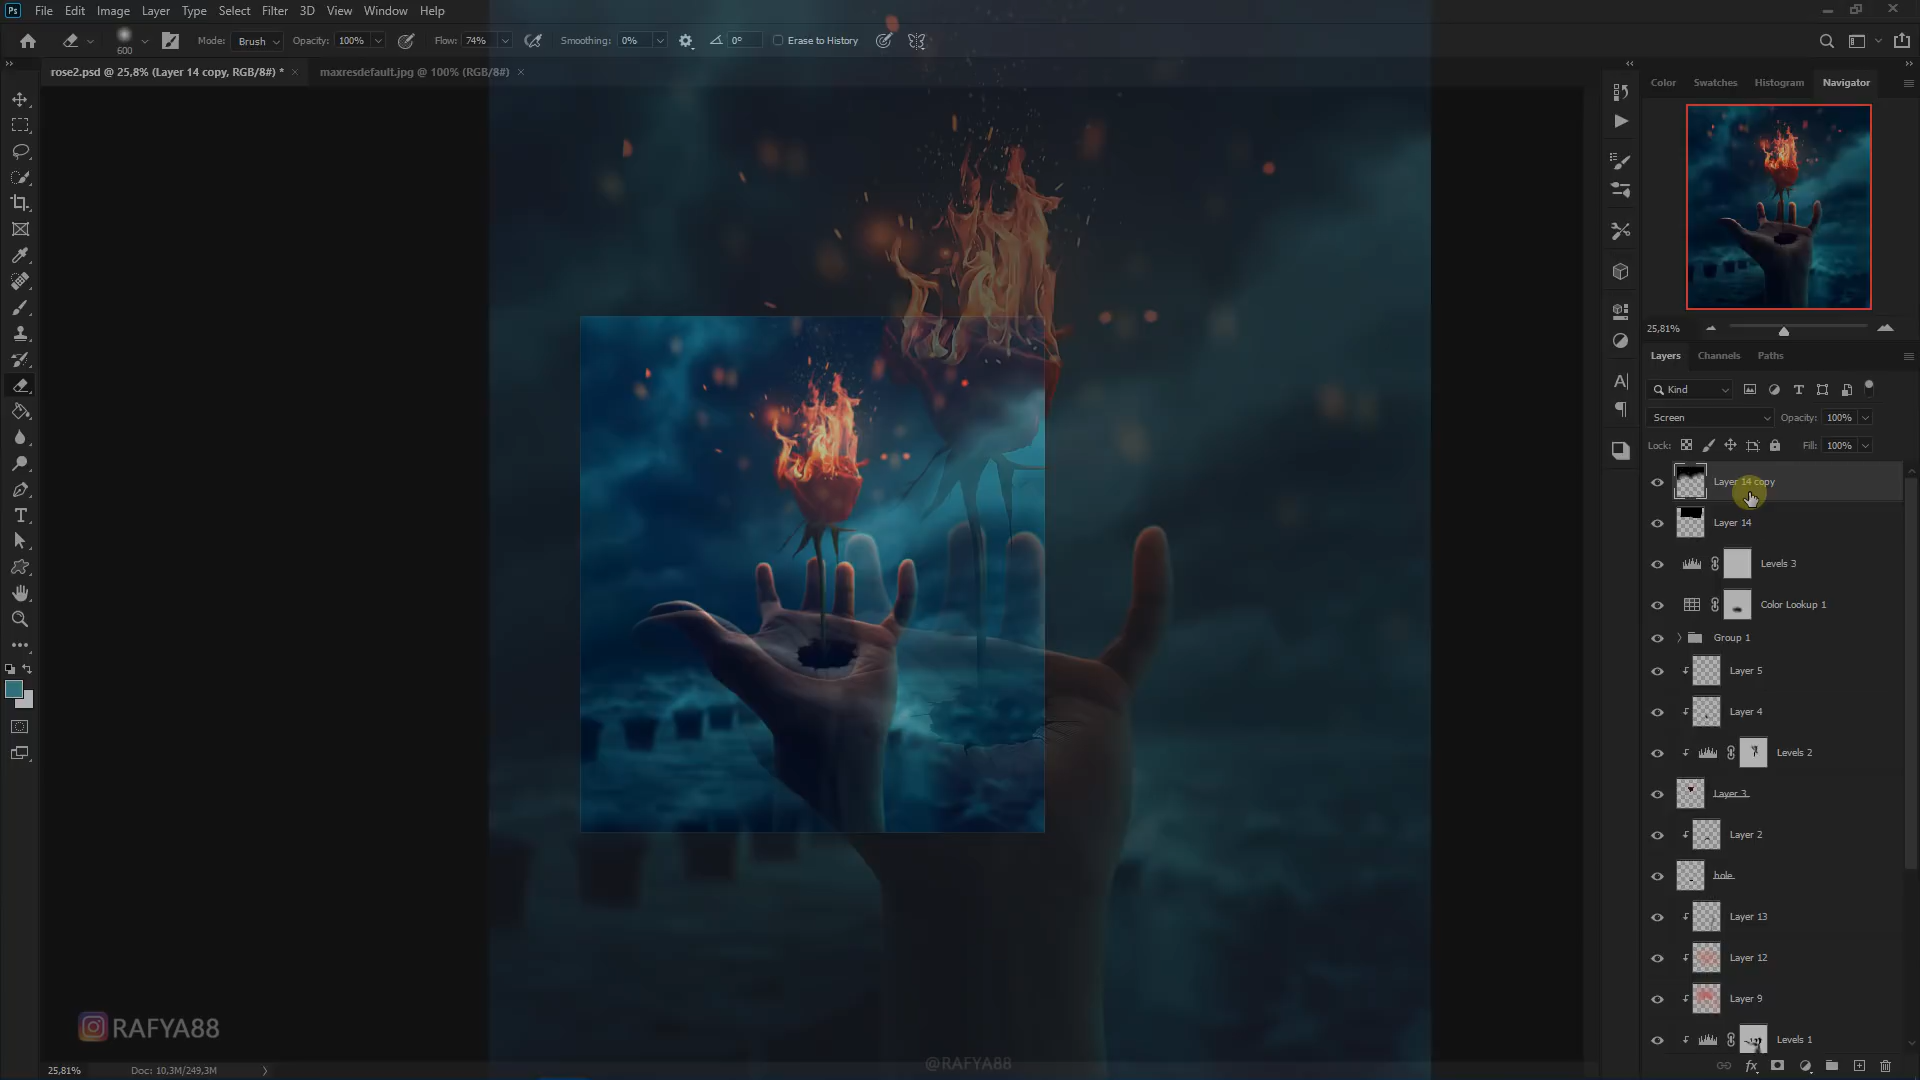 Ps File Edit Image Layer Type Select Filter 3D View Window Help
600 Mode: Brush Opacity: 100% Flow: 74% Smoothing: 0% 0° Erase to History
rose2.psd @ 25,8% (Layer 14 copy, RGB/8#) * × maxresdefault.jpg @ 100% (RGB/8#) ×
Color Swatches Histogram Navigator
25,81%
Layers Channels Paths
Kind
Screen Opacity: 100%
Lock: Fill: 100%
Layer 14 copy
Layer 14
Levels 3
Color Lookup 1
Group 1
Layer 5
Layer 4
Levels 2
Layer 3
Layer 2
hole
Layer 13
Layer 12
Layer 9
Levels 1
RAFYA88
@RAFYA88
25,81% Doc: 10,3M/249,3M